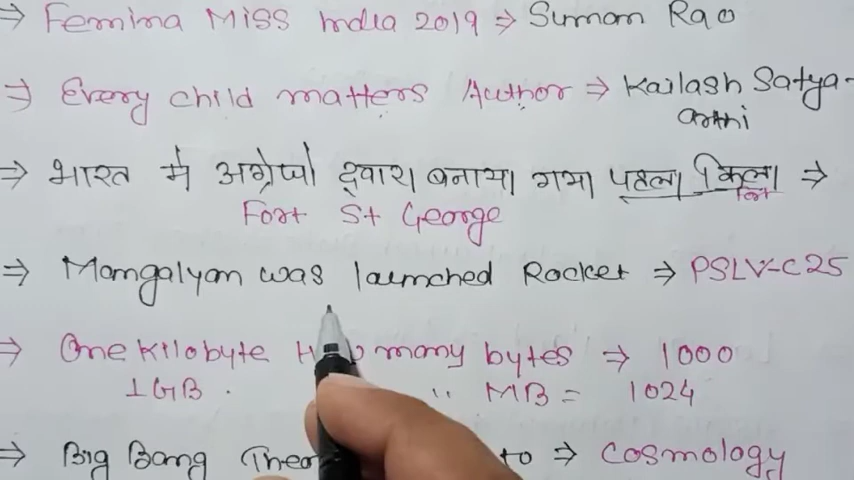 ⇒ Femina Miss India 2019 ⇒ Suman Rao
⇒ Every child matters Author ⇒ Kailash Satya-
arthi
⇒ भारत मे अंग्रेजो द्वारा बनाया गया पहला किला ⇒
Fort
Fort St George
⇒ Mangalyan was launched Rocket ⇒ PSLV-C25
⇒ One Kilobyte many bytes ⇒ 1000
1GB . " MB = 1024
⇒ Big Bang to ⇒ Cosmology